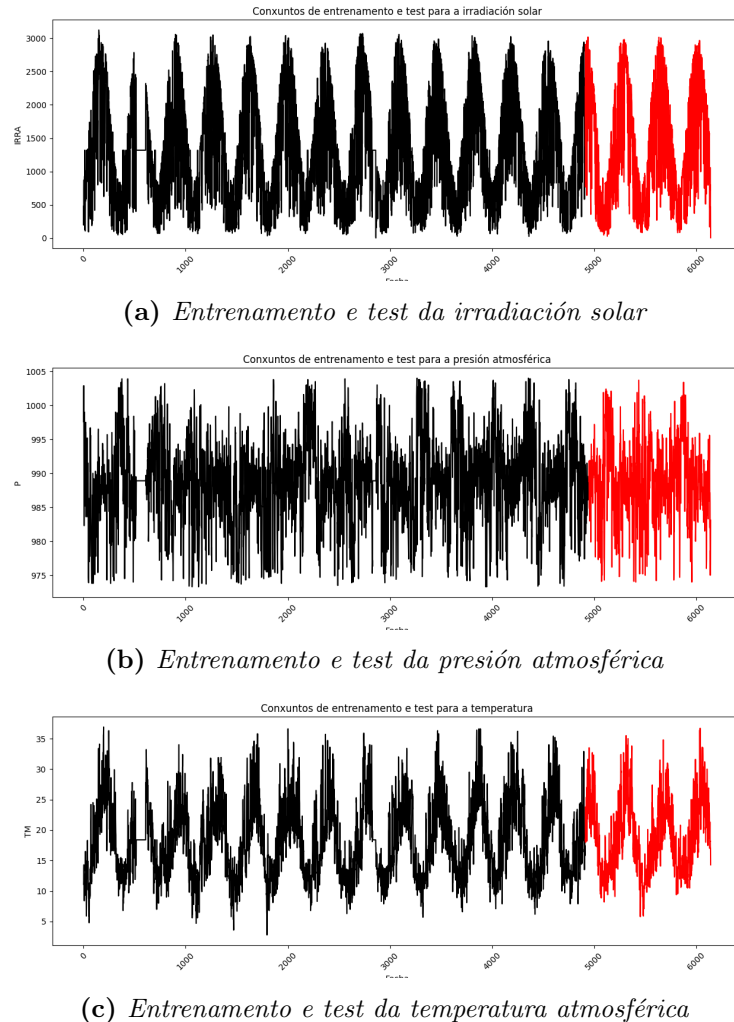 Conxuntos de entrenamento e test para a irradiación solar
3000
2500
2000
1500
1000
500
0
IRRA
0 1000 2000 3000 4000 5000 6000
(a) Entrenamento e test da irradiación solar
Conxuntos de entrenamento e test para a presión atmosférica
1005
1000
995
990
985
980
975
P
0 1000 2000 3000 4000 5000 6000
(b) Entrenamento e test da presión atmosférica
Conxuntos de entrenamento e test para a temperatura
35
30
25
20
15
10
5
TM
0 1000 2000 3000 4000 5000 6000
(c) Entrenamento e test da temperatura atmosférica